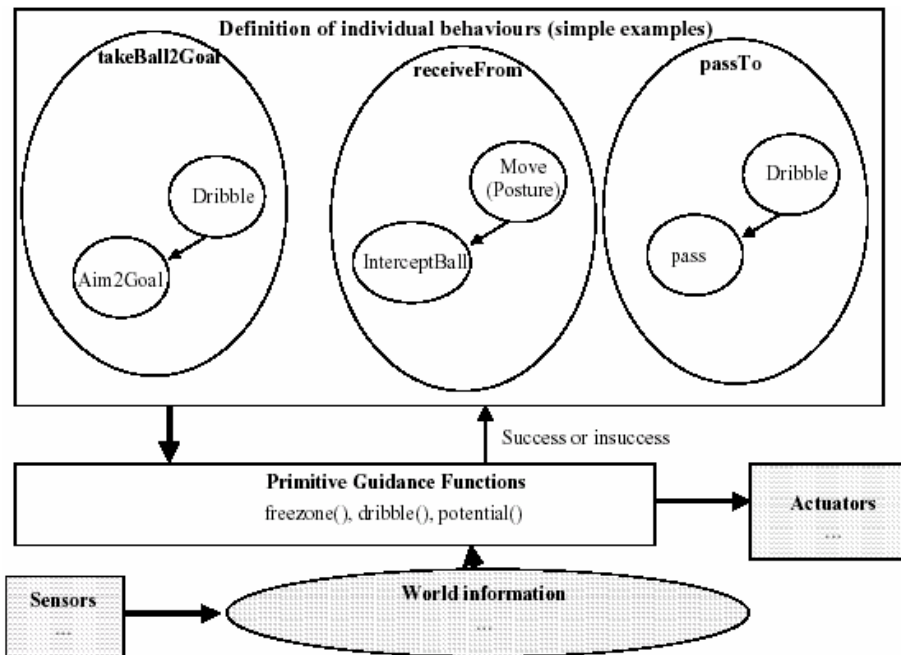 Definition of individual behaviours (simple examples)
takeBall2Goal
receiveFrom
passTo
Dribble
Aim2Goal
Move
(Posture)
InterceptBall
Dribble
pass
Success or insuccess
Primitive Guidance Functions
freezone(), dribble(), potential()
Actuators
...
Sensors
...
World information
...